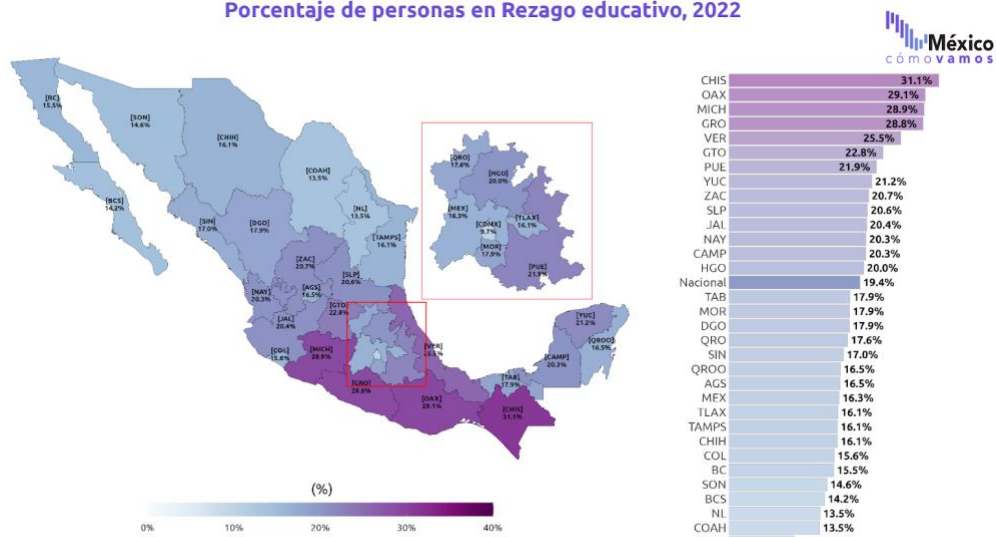 Porcentaje de personas en Rezago educativo, 2022
México
cómovamos
[BC]
15.5%
[SON]
14.6%
[CHIH]
16.1%
[COAH]
13.5%
[BCS]
14.2%
[NL]
13.5%
[SIN]
17.0%
[DGO]
17.9%
[TAMPS]
16.1%
[ZAC]
20.7%
[SLP]
20.6%
[NAY]
20.3%
[AGS]
16.5%
[GTO]
22.8%
[JAL]
20.4%
[COL]
15.6%
[MICH]
28.9%
[VER]
25.5%
[GRO]
28.8%
[OAX]
29.1%
[TAB]
17.9%
[CHIS]
31.1%
[CAMP]
20.3%
[YUC]
21.2%
[QROO]
16.5%
[QRO]
17.6%
[HGO]
20.0%
[MEX]
16.3%
[CDMX]
9.7%
[TLAX]
16.1%
[MOR]
17.9%
[PUE]
21.9%
(%)
0% 10% 20% 30% 40%
CHIS 31.1%
OAX 29.1%
MICH 28.9%
GRO 28.8%
VER 25.5%
GTO 22.8%
PUE 21.9%
YUC 21.2%
ZAC 20.7%
SLP 20.6%
JAL 20.4%
NAY 20.3%
CAMP 20.3%
HGO 20.0%
Nacional 19.4%
TAB 17.9%
MOR 17.9%
DGO 17.9%
QRO 17.6%
SIN 17.0%
QROO 16.5%
AGS 16.5%
MEX 16.3%
TLAX 16.1%
TAMPS 16.1%
CHIH 16.1%
COL 15.6%
BC 15.5%
SON 14.6%
BCS 14.2%
NL 13.5%
COAH 13.5%